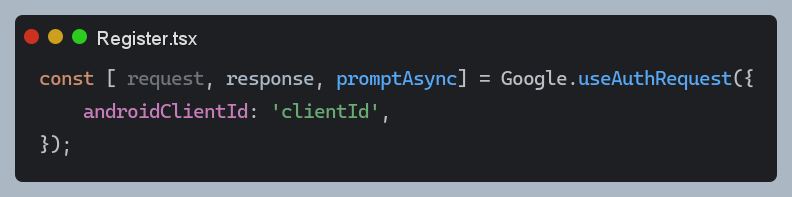 Register.tsx
const [ request, response, promptAsync] = Google.useAuthRequest({
androidClientId: 'clientId',
});